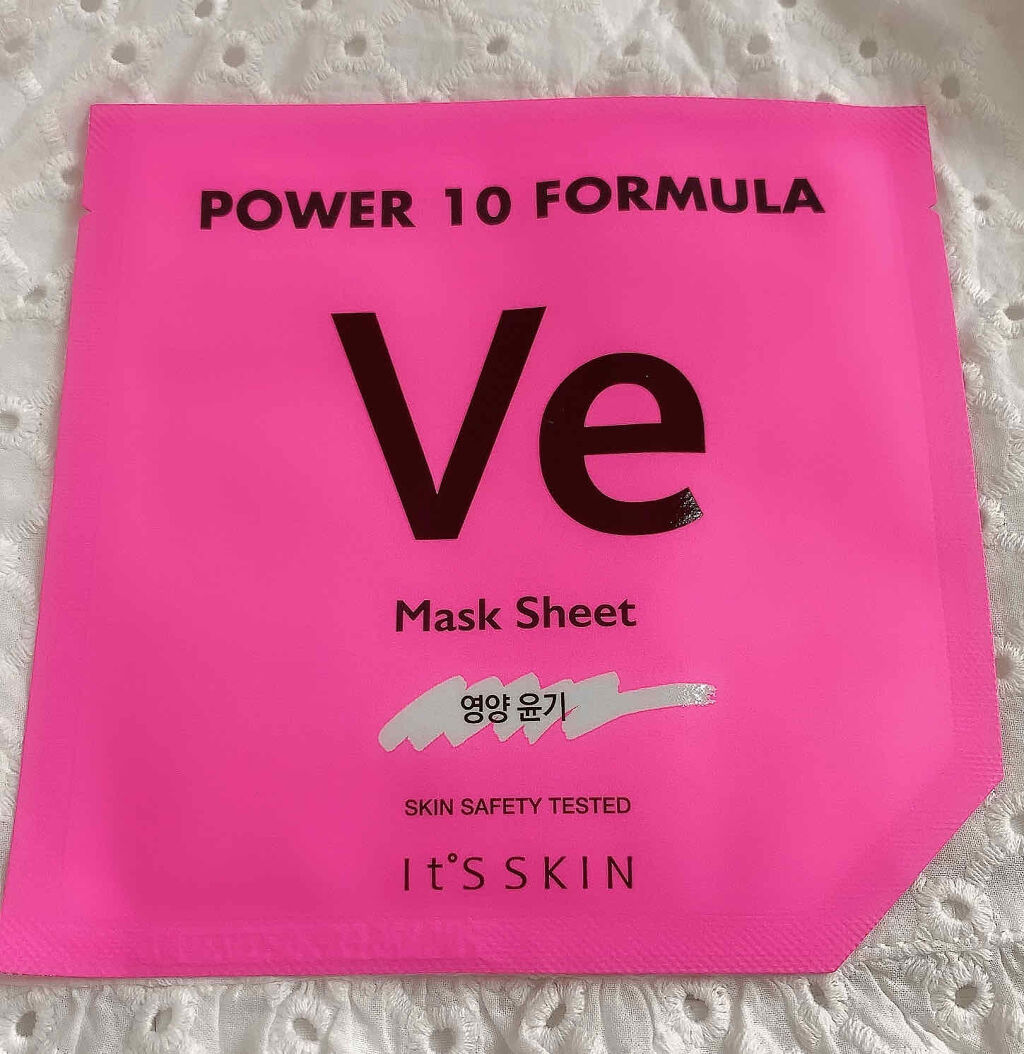 POWER 10 FORMULA
Ve
Mask Sheet
영양 윤기
SKIN SAFETY TESTED
It'S SKIN